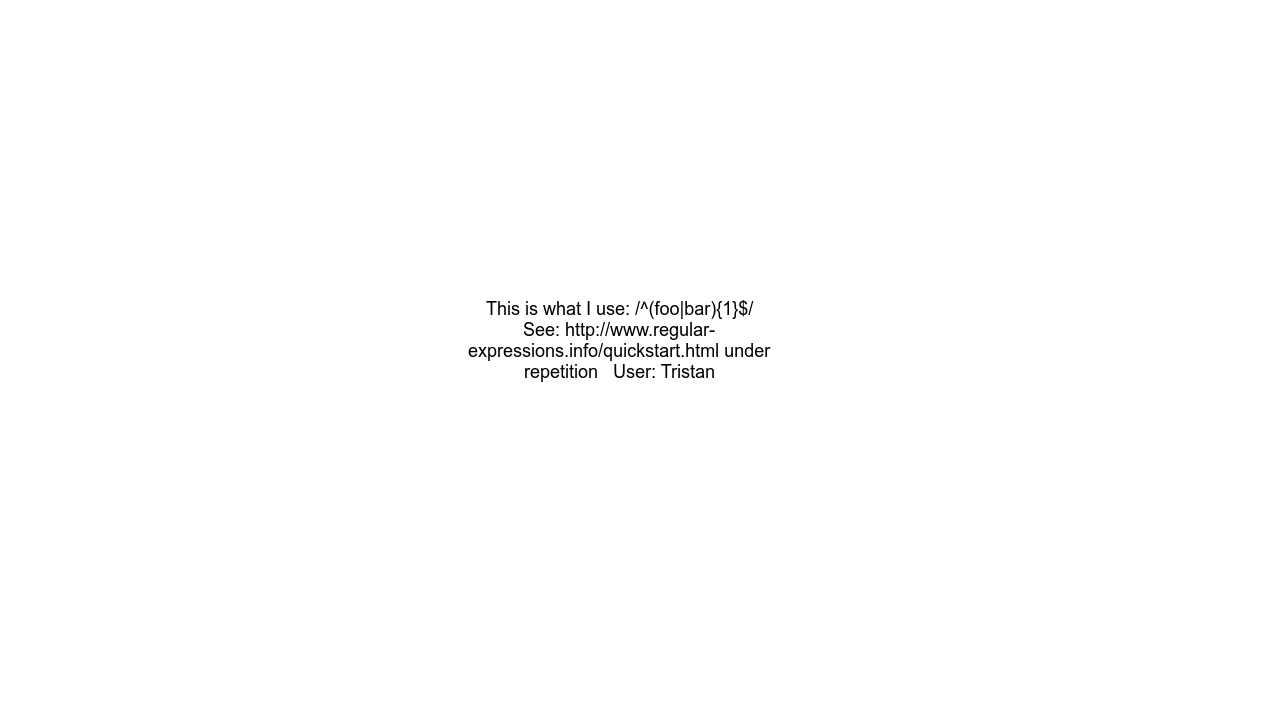 This is what I use: /^(foo|bar){1}$/
See: http://www.regular-
expressions.info/quickstart.html under
repetition   User: Tristan